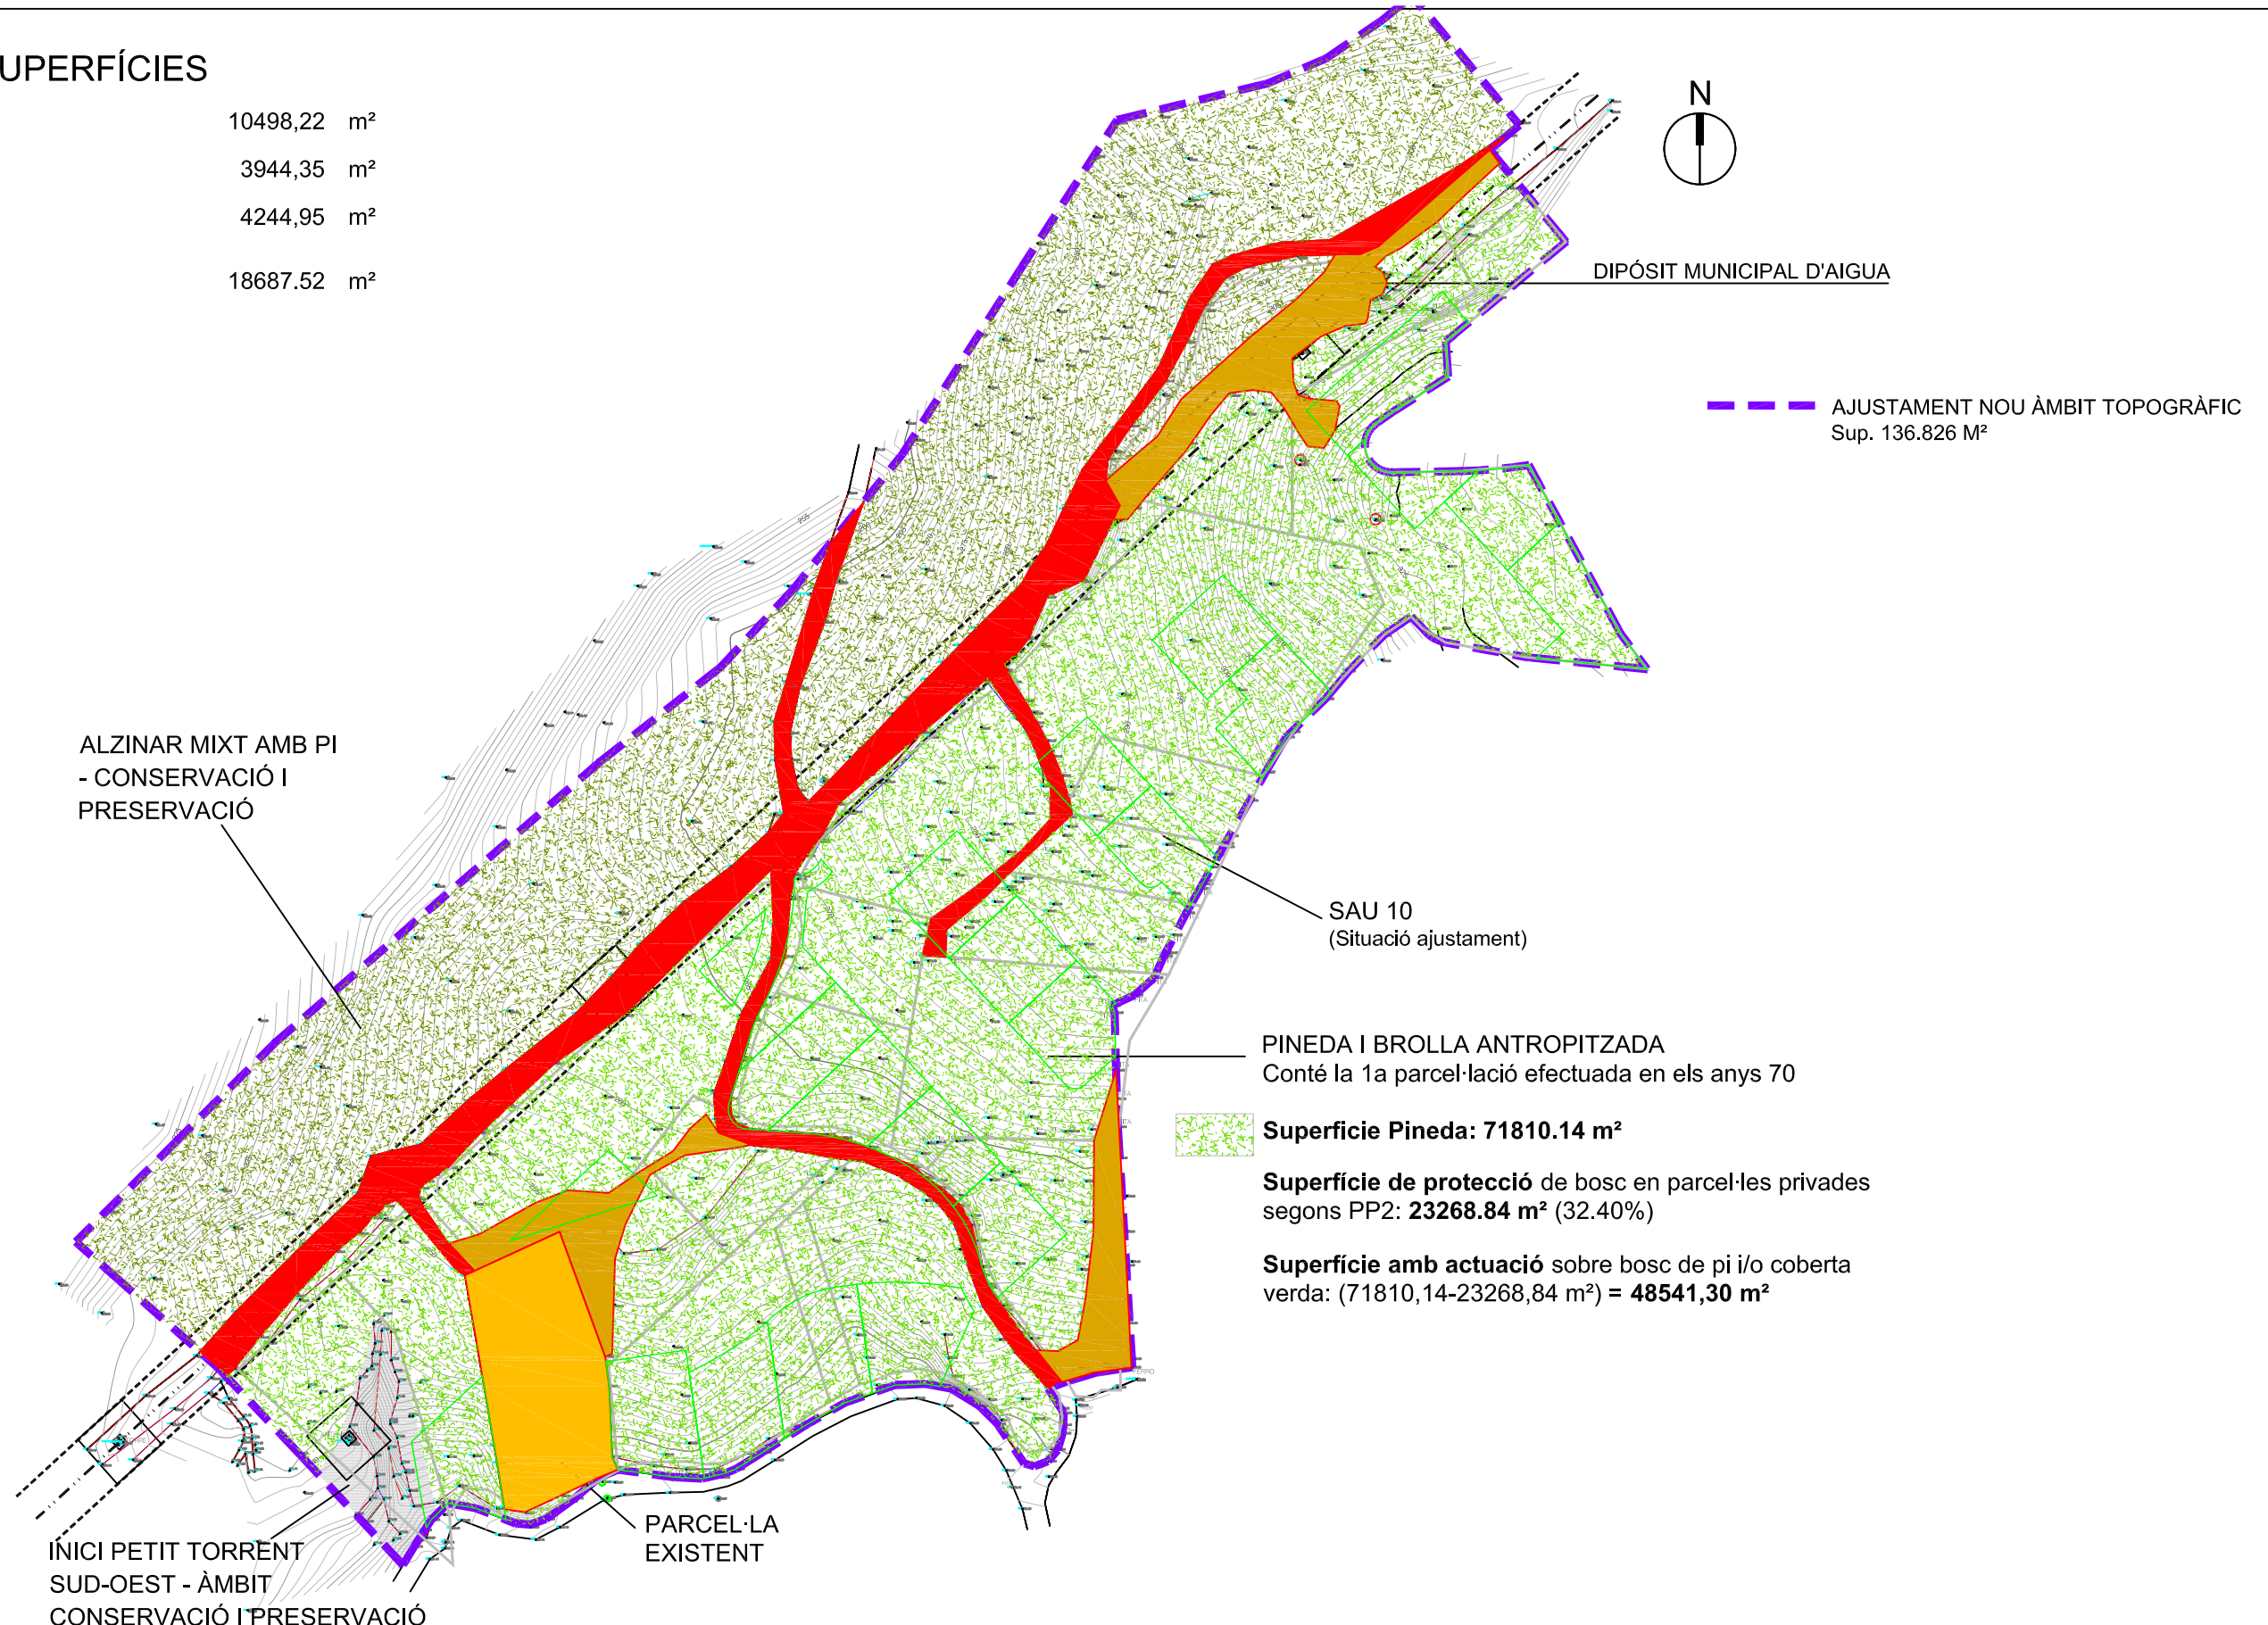 UPERFÍCIES
10498,22 m²
3944,35 m²
4244,95 m²
18687.52 m²
N
DIPÓSIT MUNICIPAL D'AIGUA
AJUSTAMENT NOU ÀMBIT TOPOGRÀFIC
Sup. 136.826 M²
ALZINAR MIXT AMB PI
- CONSERVACIÓ I
PRESERVACIÓ
SAU 10
(Situació ajustament)
PINEDA I BROLLA ANTROPITZADA
Conté la 1a parcel·lació efectuada en els anys 70
Superficie Pineda: 71810.14 m²
Superfície de protecció de bosc en parcel·les privades
segons PP2: 23268.84 m² (32.40%)
Superfície amb actuació sobre bosc de pi i/o coberta
verda: (71810,14-23268,84 m²) = 48541,30 m²
PARCEL·LA
EXISTENT
INICI PETIT TORRENT
SUD-OEST - ÀMBIT
CONSERVACIÓ I PRESERVACIÓ